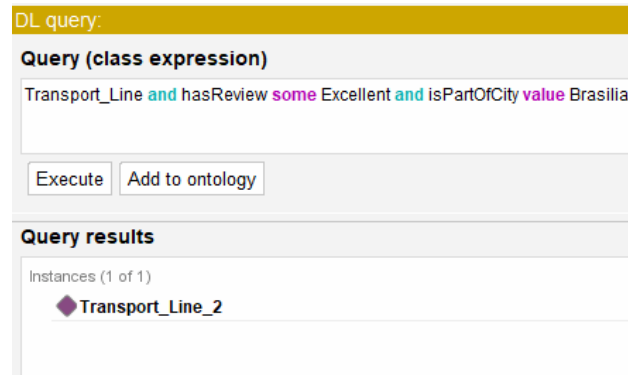 DL query:
Query (class expression)
Transport_Line and hasReview some Excellent and isPartOfCity value Brasilia
Execute Add to ontology
Query results
Instances (1 of 1)
Transport_Line_2